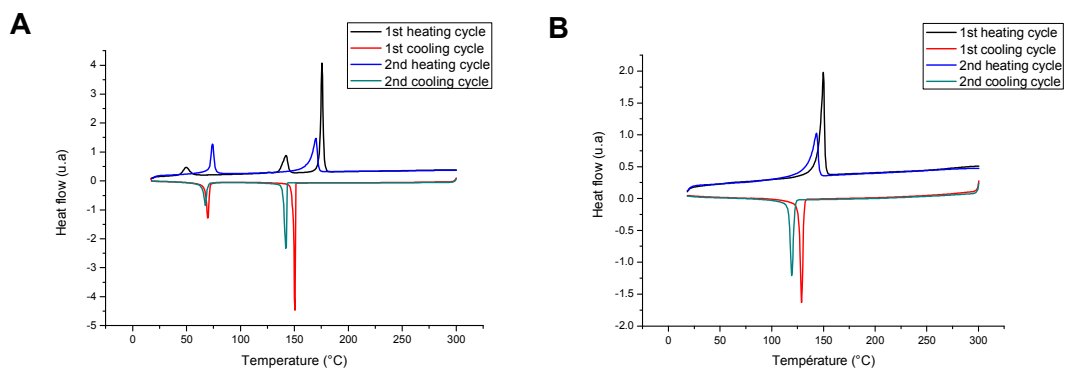 A
1st heating cycle
1st cooling cycle
2nd heating cycle
2nd cooling cycle
4
3
2
1
0
-1
-2
-3
-4
-5
Heat flow (u.a)
0
50
100
150
200
250
300
Temperature (°C)
B
1st heating cycle
1st cooling cycle
2nd heating cycle
2nd cooling cycle
2.0
1.5
1.0
0.5
0.0
-0.5
-1.0
-1.5
-2.0
Heat flow (u.a)
0
50
100
150
200
250
300
Température (°C)